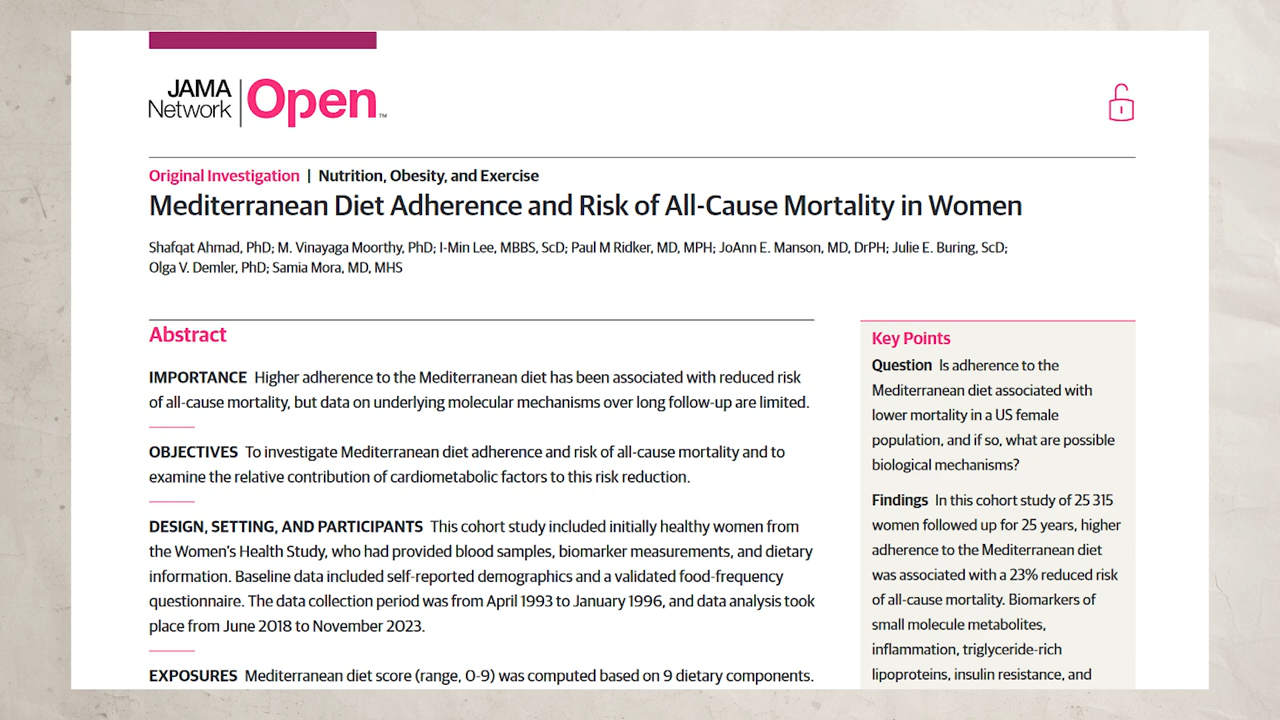 JAMA
Network Open™
Original Investigation | Nutrition, Obesity, and Exercise
Mediterranean Diet Adherence and Risk of All-Cause Mortality in Women
Shafqat Ahmad, PhD; M. Vinayaga Moorthy, PhD; I-Min Lee, MBBS, ScD; Paul M Ridker, MD, MPH; JoAnn E. Manson, MD, DrPH; Julie E. Buring, ScD;
Olga V. Demler, PhD; Samia Mora, MD, MHS
Abstract
IMPORTANCE Higher adherence to the Mediterranean diet has been associated with reduced risk
of all-cause mortality, but data on underlying molecular mechanisms over long follow-up are limited.
OBJECTIVES To investigate Mediterranean diet adherence and risk of all-cause mortality and to
examine the relative contribution of cardiometabolic factors to this risk reduction.
DESIGN, SETTING, AND PARTICIPANTS This cohort study included initially healthy women from
the Women's Health Study, who had provided blood samples, biomarker measurements, and dietary
information. Baseline data included self-reported demographics and a validated food-frequency
questionnaire. The data collection period was from April 1993 to January 1996, and data analysis took
place from June 2018 to November 2023.
EXPOSURES Mediterranean diet score (range, 0-9) was computed based on 9 dietary components.
Key Points
Question Is adherence to the
Mediterranean diet associated with
lower mortality in a US female
population, and if so, what are possible
biological mechanisms?
Findings In this cohort study of 25 315
women followed up for 25 years, higher
adherence to the Mediterranean diet
was associated with a 23% reduced risk
of all-cause mortality. Biomarkers of
small molecule metabolites,
inflammation, triglyceride-rich
lipoproteins, insulin resistance, and